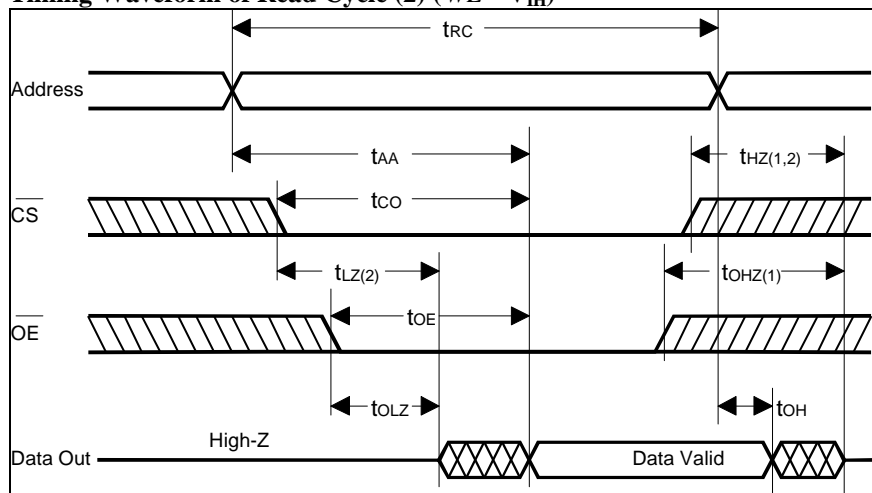 Timing Waveform of Read Cycle (2) (WE = VIH)
tRC
Address
tAA
tHZ(1,2)
CS
tCO
tLZ(2)
tOHZ(1)
OE
tOE
tOLZ
tOH
High-Z
Data Out
Data Valid